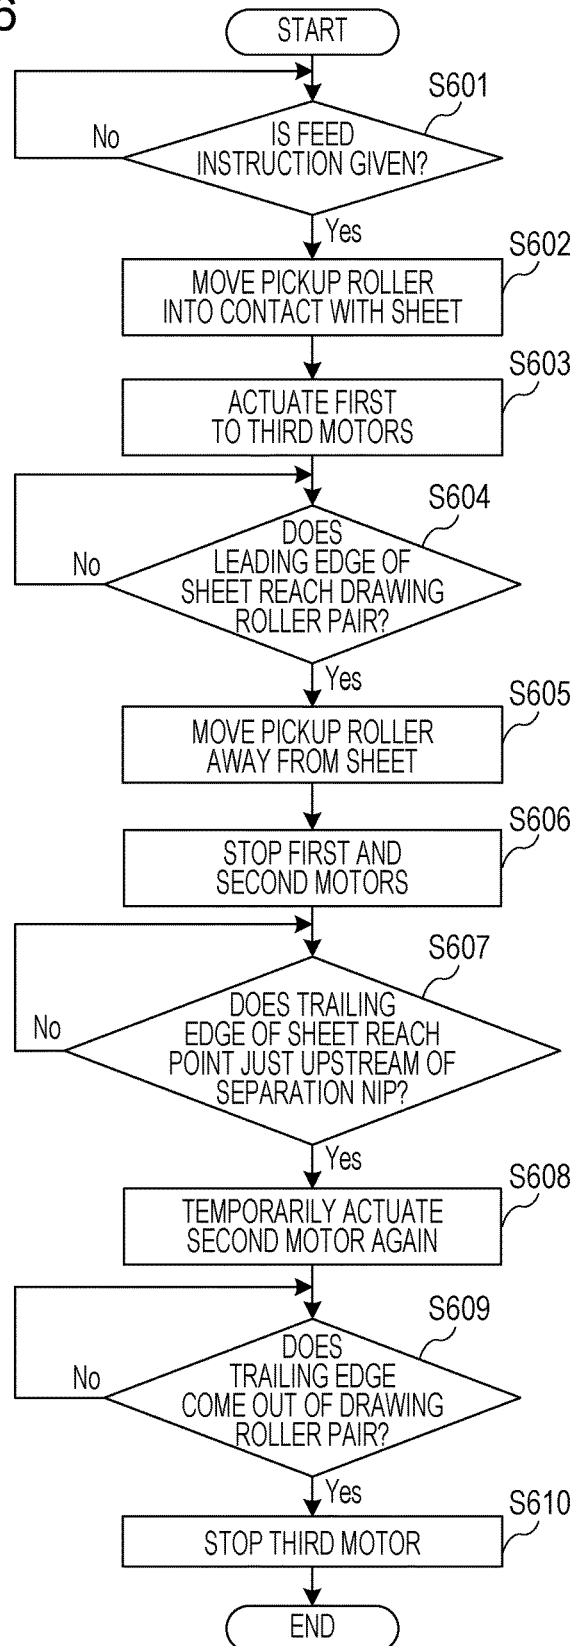 6
START
S601
IS FEED
INSTRUCTION GIVEN?
No
Yes
S602
MOVE PICKUP ROLLER
INTO CONTACT WITH SHEET
S603
ACTUATE FIRST
TO THIRD MOTORS
S604
DOES
LEADING EDGE OF
SHEET REACH DRAWING
ROLLER PAIR?
No
Yes
S605
MOVE PICKUP ROLLER
AWAY FROM SHEET
S606
STOP FIRST AND
SECOND MOTORS
S607
DOES TRAILING
EDGE OF SHEET REACH
POINT JUST UPSTREAM OF
SEPARATION NIP?
No
Yes
S608
TEMPORARILY ACTUATE
SECOND MOTOR AGAIN
S609
DOES
TRAILING EDGE
COME OUT OF DRAWING
ROLLER PAIR?
No
Yes
S610
STOP THIRD MOTOR
END